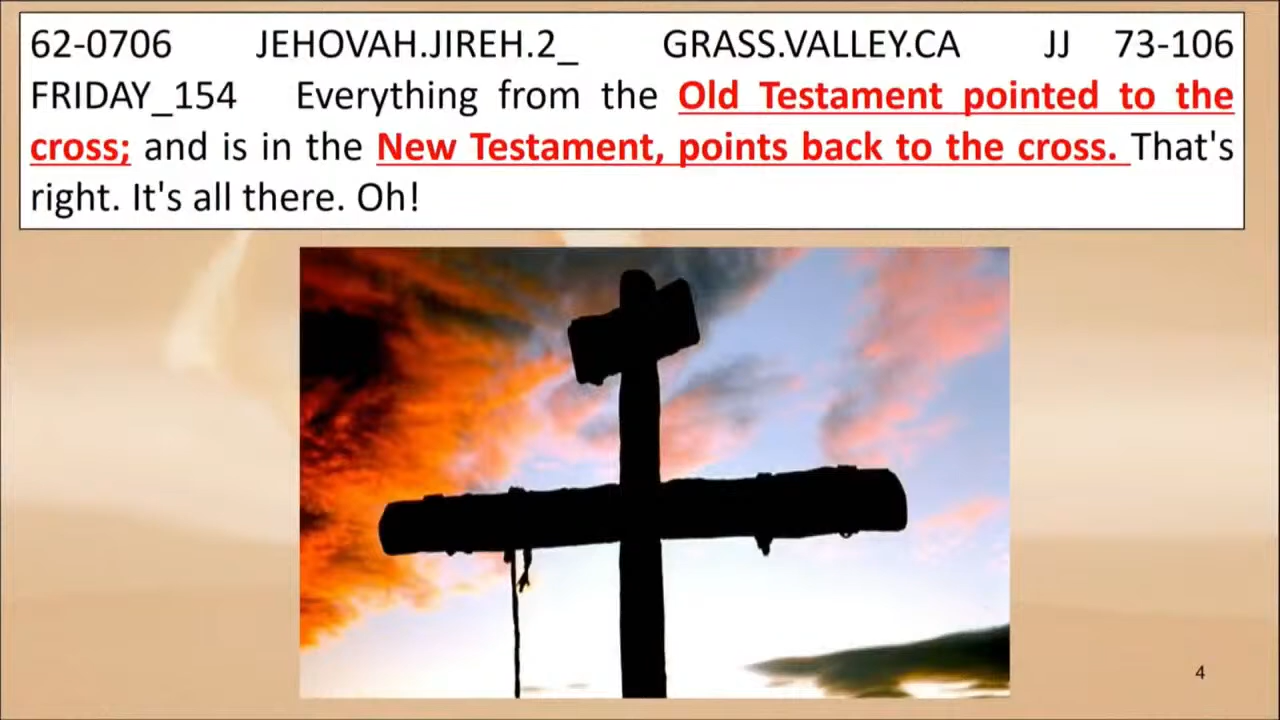 62-0706 JEHOVAH.JIREH.2_ GRASS.VALLEY.CA JJ 73-106
FRIDAY_154 Everything from the Old Testament pointed to the
cross; and is in the New Testament, points back to the cross. That's
right. It's all there. Oh!
4